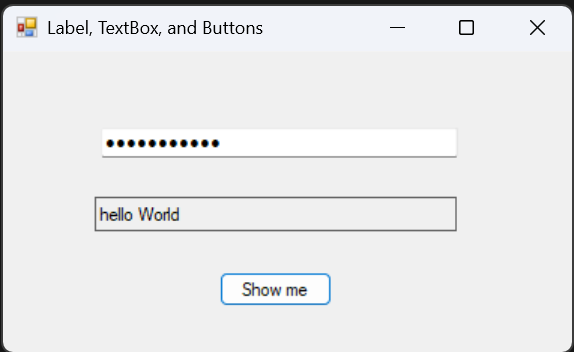 Label, TextBox, and Buttons
●●●●●●●●●●●
hello World
Show me